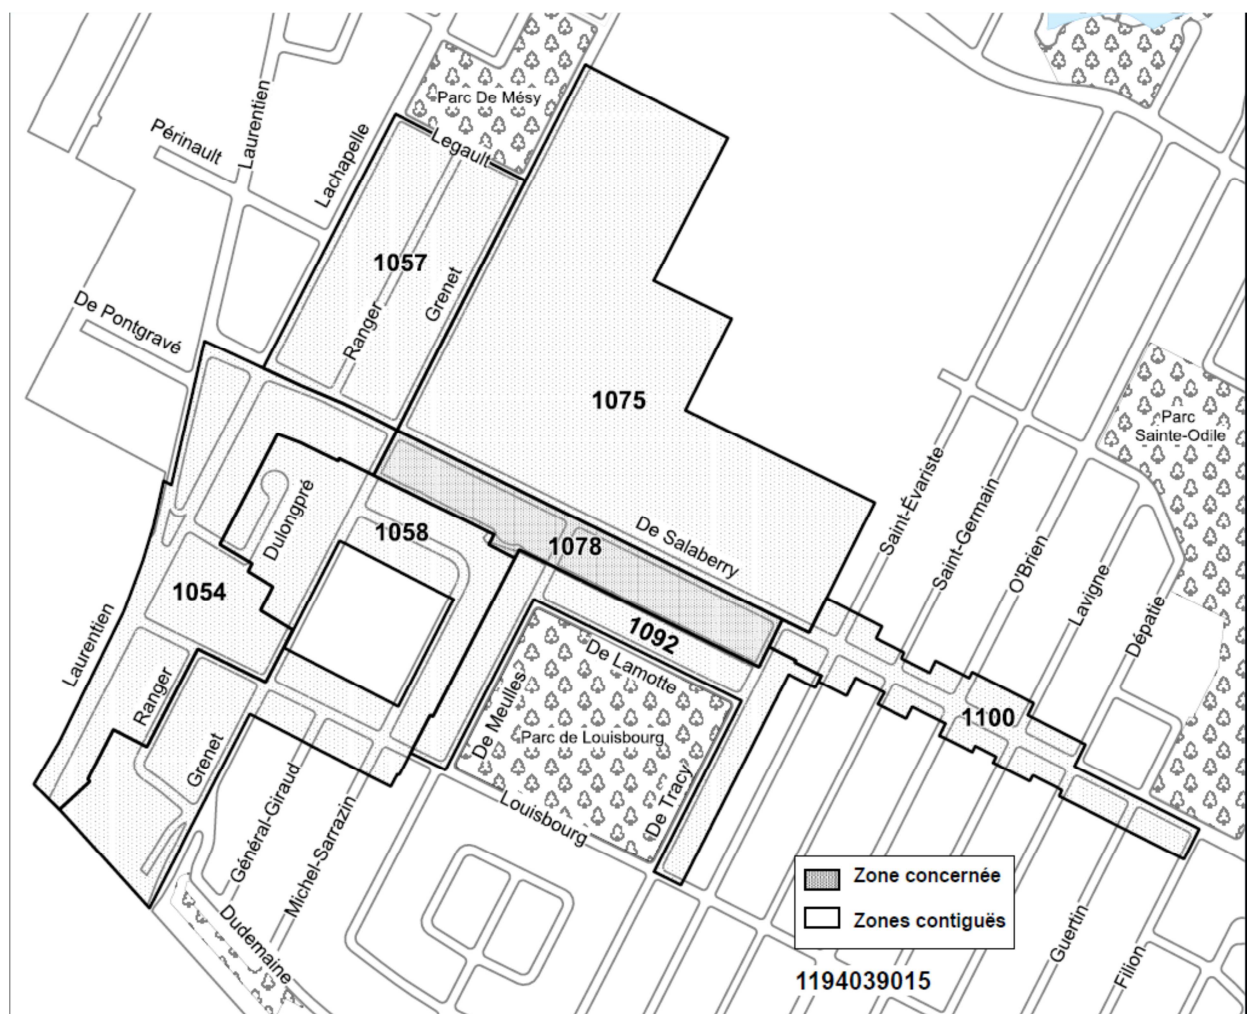 Parc De Mésy
Laurentien
Périnault
Lachapelle
Legault
1057
Grenet
Ranger
De Pontgravé
1075
Parc
Sainte-Odile
Saint-Évariste
Saint-Germain
O'Brien
Lavigne
Dépatie
Dulongpré
1058
1078
De Salaberry
1054
1092
De Lamotte
Laurentien
Ranger
Grenet
De Meulles
Parc de Louisbourg
De Tracy
1100
Louisbourg
Général-Giraud
Michel-Sarrazin
Dudemaine
Zone concernée
Zones contiguës
Guertin
Filion
1194039015